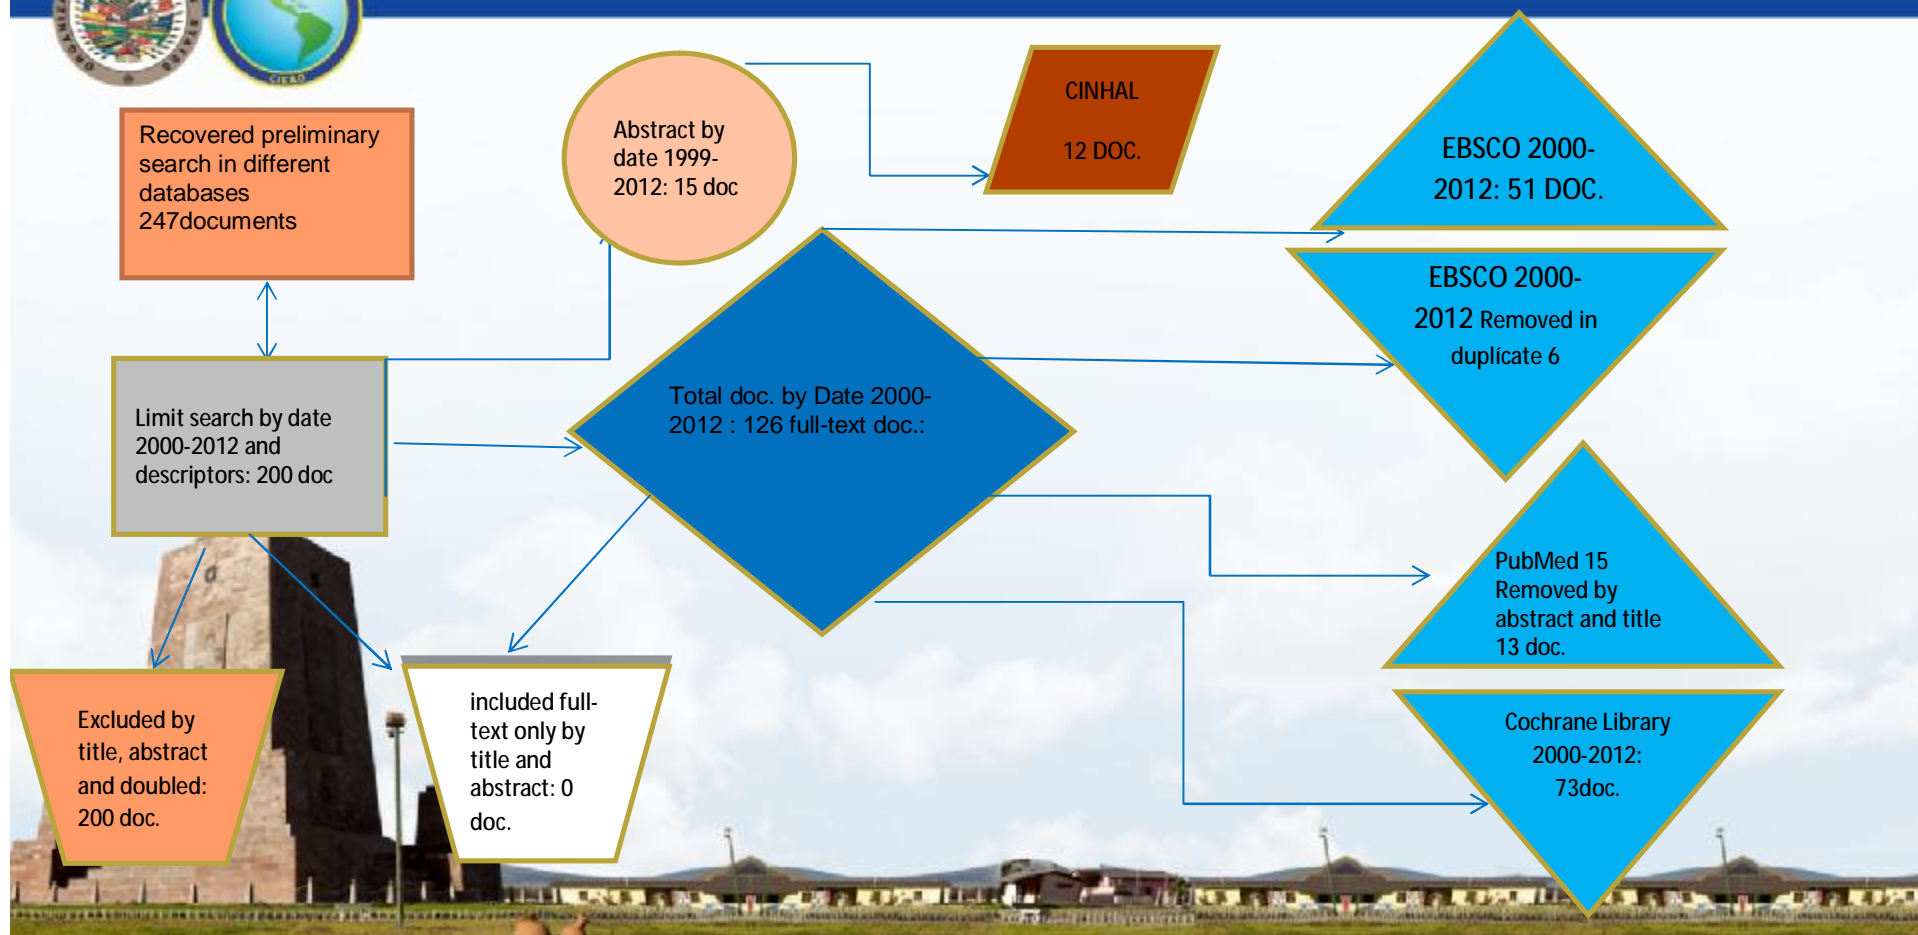 ORGAN
CIESO
Recovered preliminary
search in different
databases
247documents
Abstract by
date 1999-
2012: 15 doc
CINHAL
12 DOC.
EBSCO 2000-
2012: 51 DOC.
EBSCO 2000-
2012 Removed in
duplícate 6
Limit search by date
2000-2012 and
descriptors: 200 doc
Total doc. by Date 2000-
2012 : 126 full-text doc.:
PubMed 15
Removed by
abstract and title
13 doc.
Excluded by
title, abstract
and doubled:
200 doc.
included full-
text only by
title and
abstract: 0
doc.
Cochrane Library
2000-2012:
73doc.